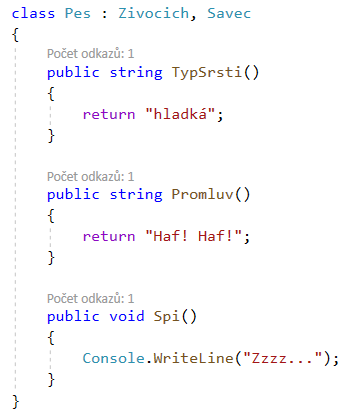 class Pes : Zivocich, Savec
{
Počet odkazů: 1
public string TypSrsti()
{
return "hladká";
}
Počet odkazů: 1
public string Promluv()
{
return "Haf! Haf!";
}
Počet odkazů: 1
public void Spi()
{
Console.WriteLine("Zzzz...");
}
}